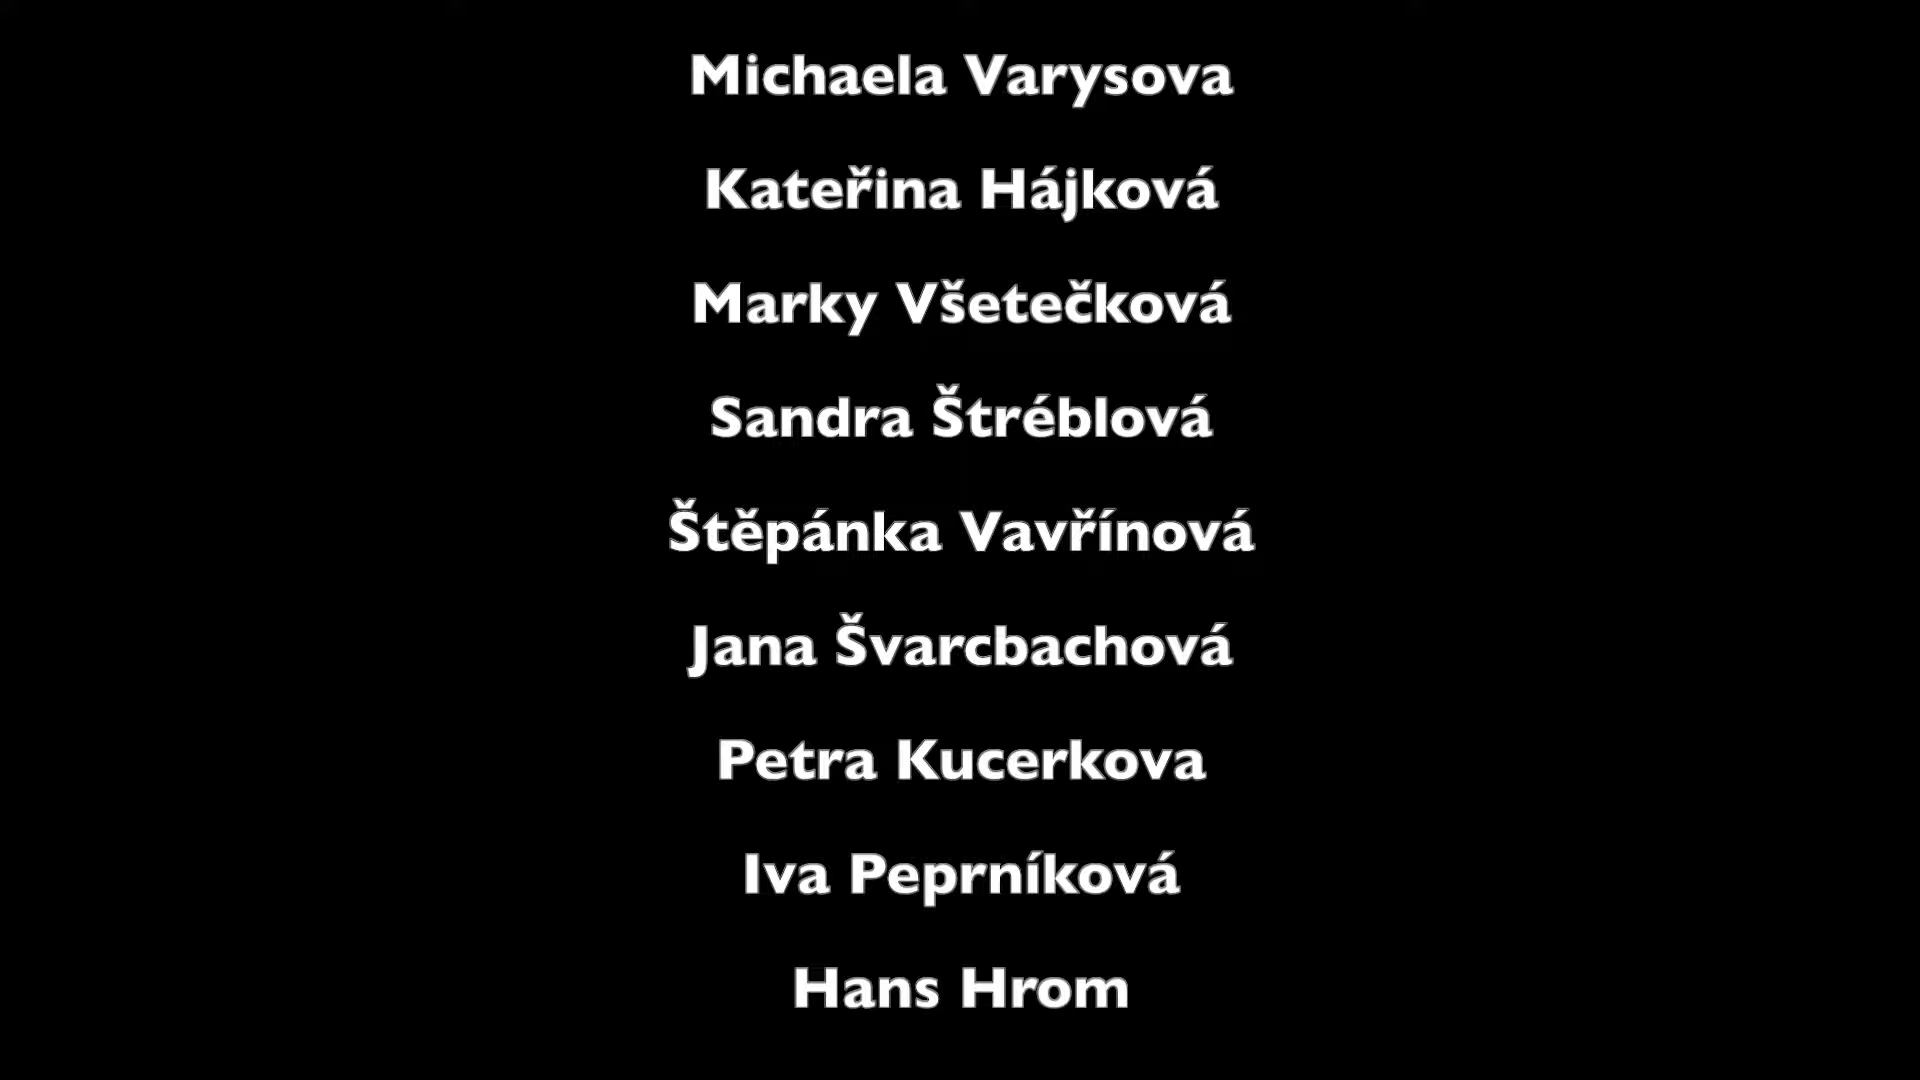 Michaela Varysova
Kateřina Hájková
Marky Všetečková
Sandra Štréblová
Štěpánka Vavřínová
Jana Švarcbachová
Petra Kucerkova
Iva Peprníková
Hans Hrom